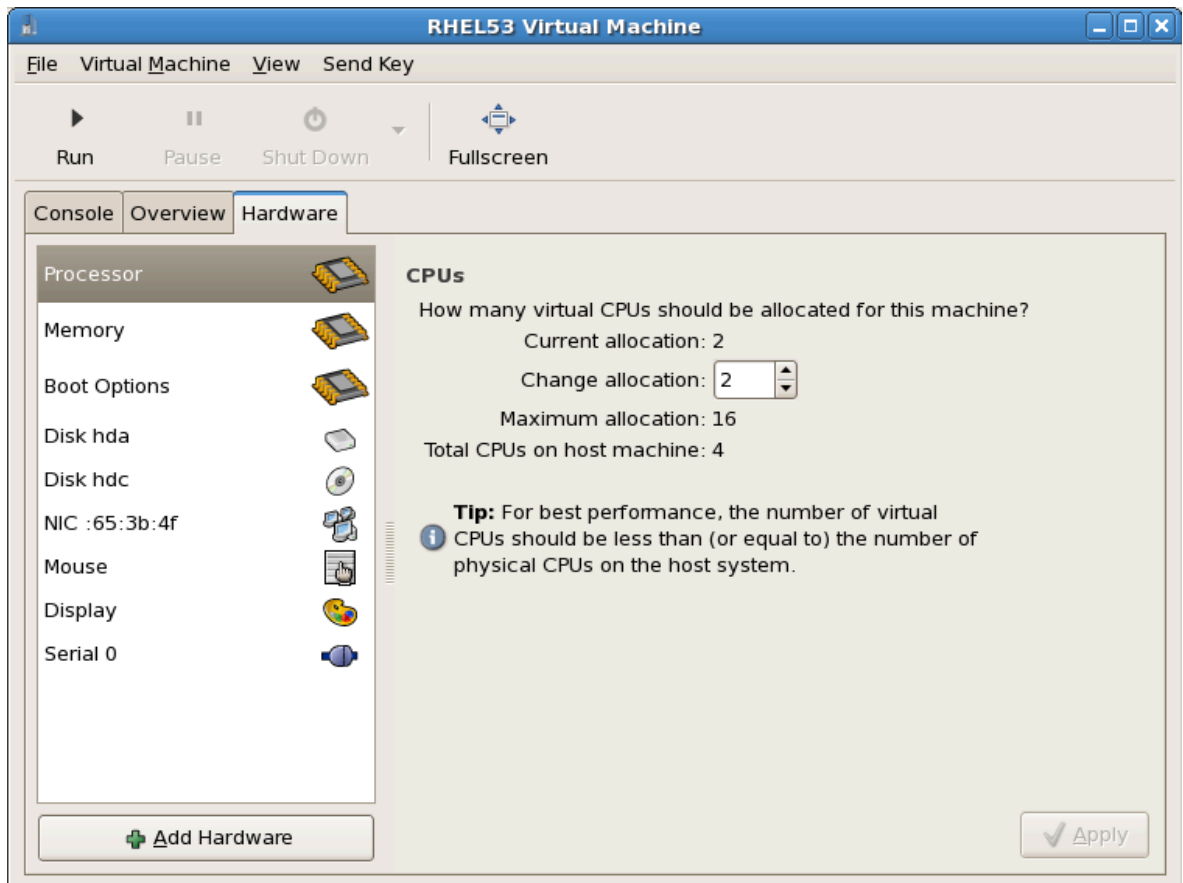 RHEL53 Virtual Machine
File Virtual Machine View Send Key
Run Pause Shut Down Fullscreen
Console Overview Hardware
Processor
Memory
Boot Options
Disk hda
Disk hdc
NIC :65:3b:4f
Mouse
Display
Serial 0
Add Hardware
CPUs
How many virtual CPUs should be allocated for this machine?
Current allocation: 2
Change allocation: 2
Maximum allocation: 16
Total CPUs on host machine: 4
Tip: For best performance, the number of virtual
CPUs should be less than (or equal to) the number of
physical CPUs on the host system.
Apply